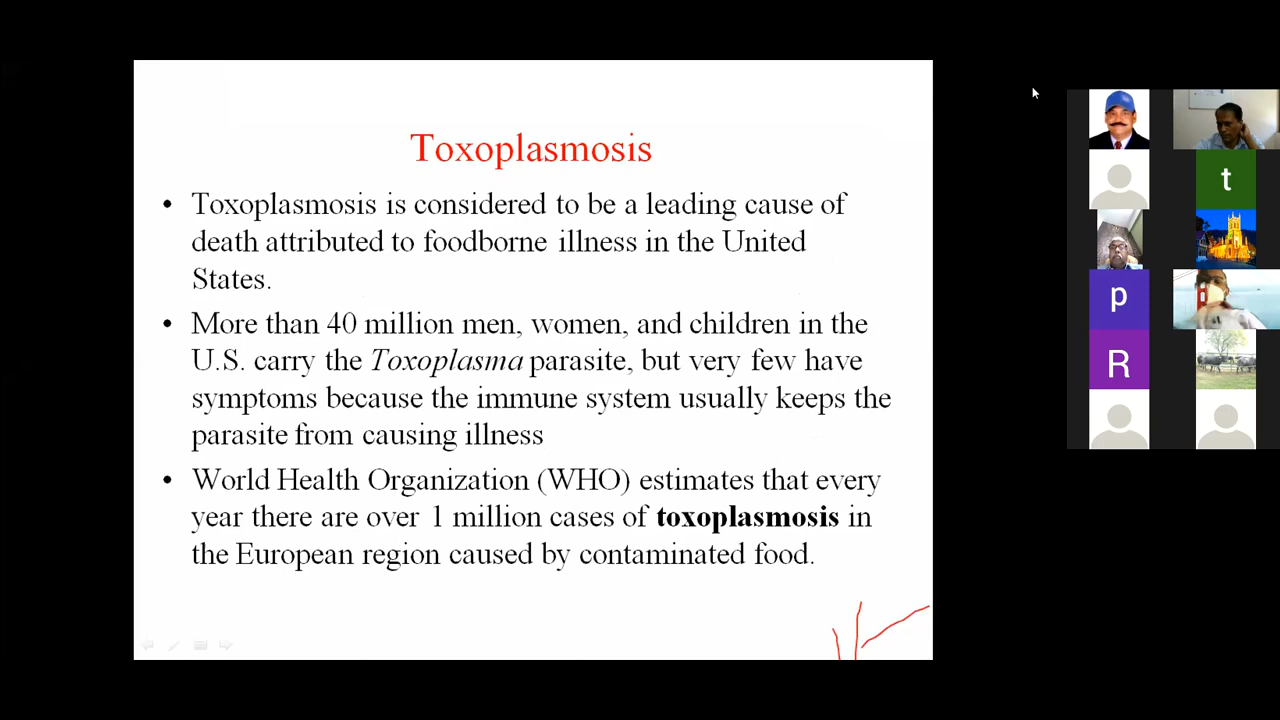 Toxoplasmosis
• Toxoplasmosis is considered to be a leading cause of
death attributed to foodborne illness in the United
States.
• More than 40 million men, women, and children in the
U.S. carry the Toxoplasma parasite, but very few have
symptoms because the immune system usually keeps the
parasite from causing illness
• World Health Organization (WHO) estimates that every
year there are over 1 million cases of toxoplasmosis in
the European region caused by contaminated food.
t
p
R